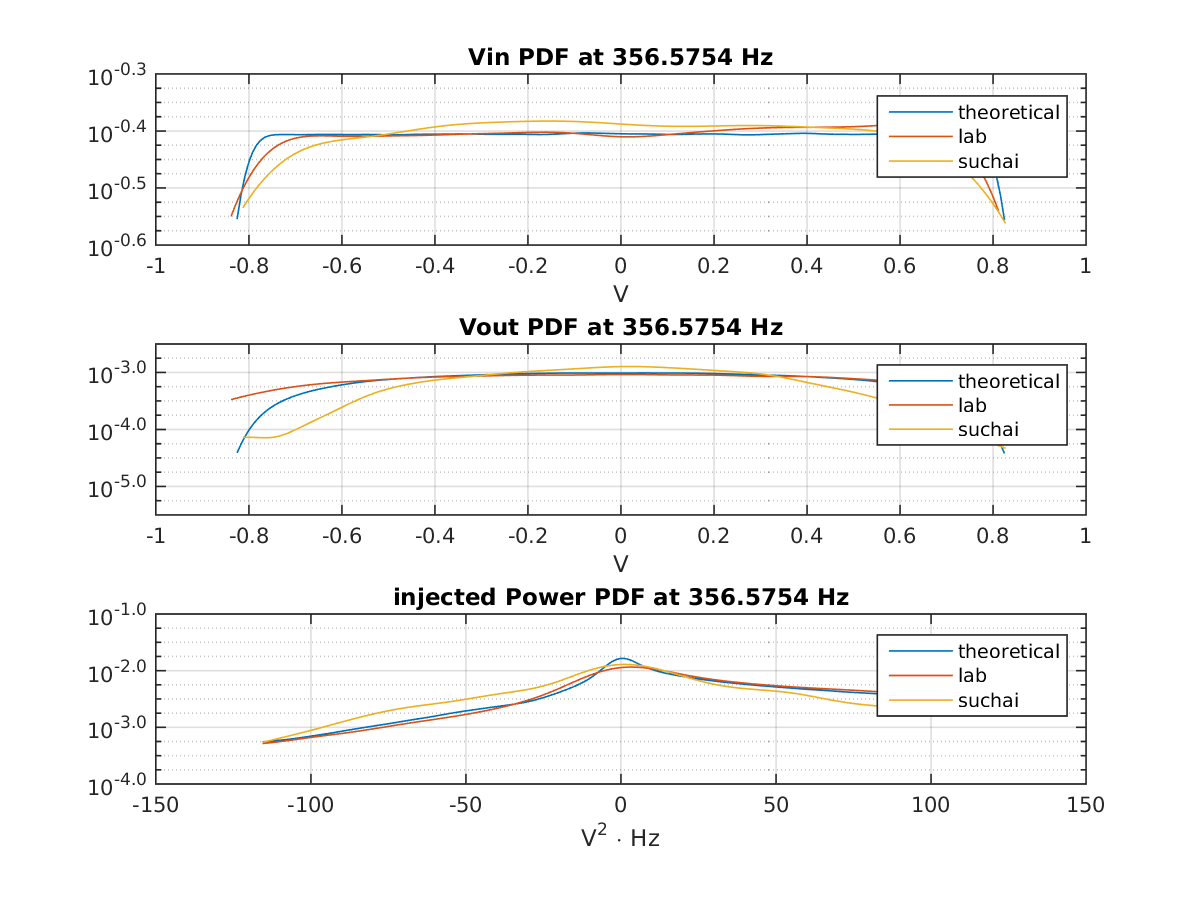 Vin PDF at 356.5754 Hz
10^-0.3
10^-0.4
10^-0.5
10^-0.6
theoretical
lab
suchai
-1 -0.8 -0.6 -0.4 -0.2 0 0.2 0.4 0.6 0.8 1
V
Vout PDF at 356.5754 Hz
10^-3.0
10^-4.0
10^-5.0
theoretical
lab
suchai
-1 -0.8 -0.6 -0.4 -0.2 0 0.2 0.4 0.6 0.8 1
V
injected Power PDF at 356.5754 Hz
10^-1.0
10^-2.0
10^-3.0
10^-4.0
theoretical
lab
suchai
-150 -100 -50 0 50 100 150
V² · Hz